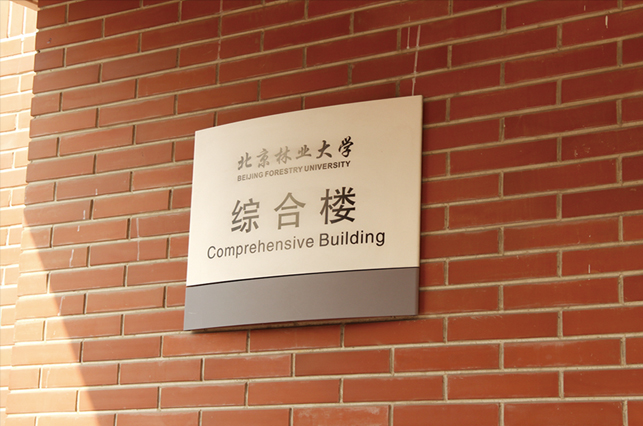 北京林业大学
BEIJING FORESTRY UNIVERSITY
综合楼
Comprehensive Building